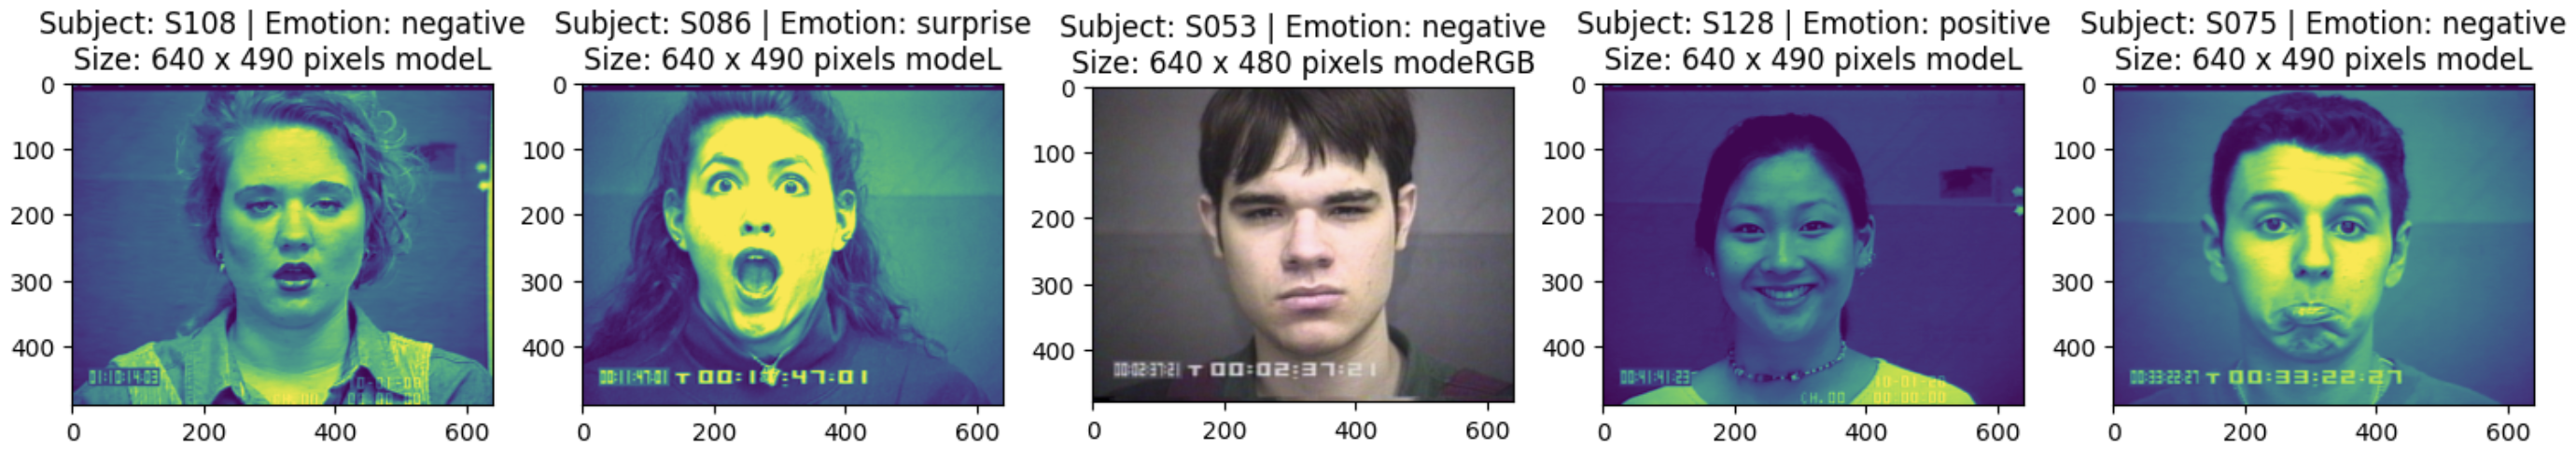 Subject: S108 | Emotion: negative
Size: 640 x 490 pixels modeL
Subject: S086 | Emotion: surprise
Size: 640 x 490 pixels modeL
Subject: S053 | Emotion: negative
Size: 640 x 480 pixels modeRGB
Subject: S128 | Emotion: positive
Size: 640 x 490 pixels modeL
Subject: S075 | Emotion: negative
Size: 640 x 490 pixels modeL
0
100
200
300
400
0 200 400 600
01:10:14:03
0
100
200
300
400
0 200 400 600
00:11:47:01 T 00:11:47:01
0
100
200
300
400
0 200 400 600
00:02:37:21 T 00:02:37:21
0
100
200
300
400
0 200 400 600
00:41:41:23
CH.00 00:00:00
0
100
200
300
400
0 200 400 600
00:33:22:27 T 00:33:22:27